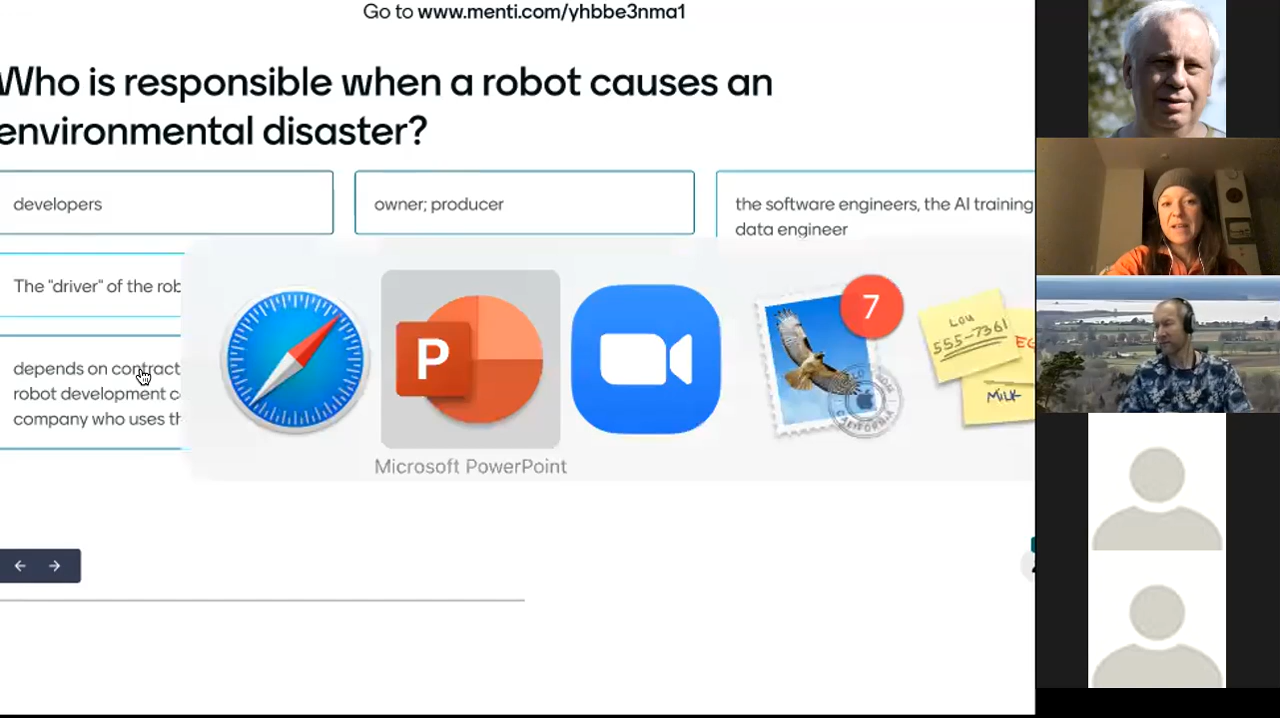 Go to www.menti.com/yhbbe3nma1
Who is responsible when a robot causes an
environmental disaster?
developers
owner; producer
the software engineers, the AI training
data engineer
The "driver" of the rob
depends on contract
robot development c
company who uses th
P
7
LOU
555-7361
MILK
CALIFORNIA
Microsoft PowerPoint